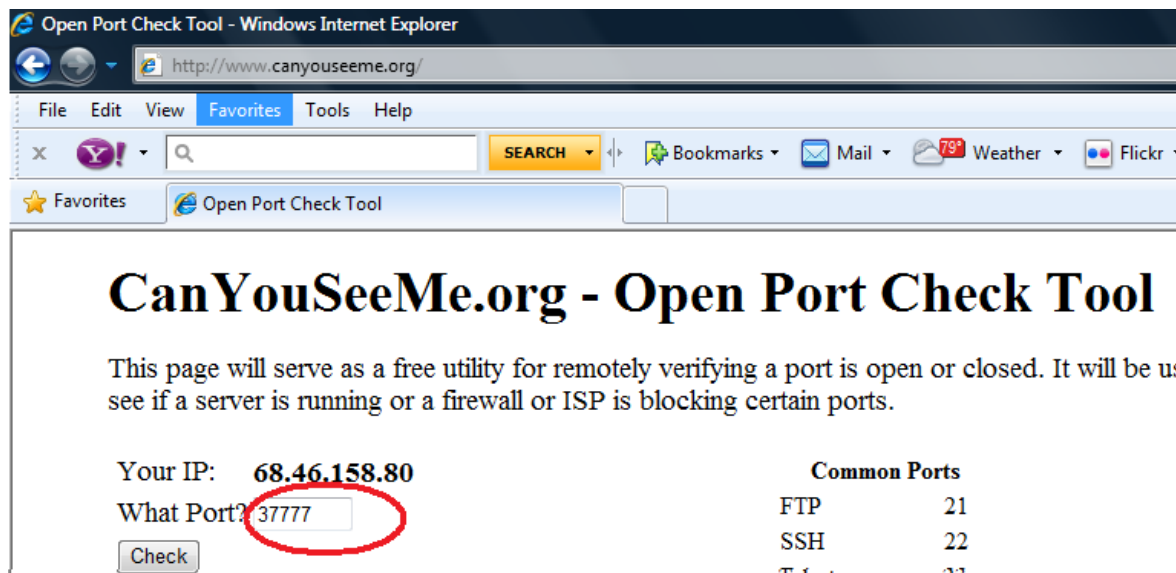 Open Port Check Tool - Windows Internet Explorer
http://www.canyouseeme.org/
File Edit View Favorites Tools Help
x Y! SEARCH Bookmarks Mail 79° Weather Flickr
Favorites Open Port Check Tool
CanYouSeeMe.org - Open Port Check Tool
This page will serve as a free utility for remotely verifying a port is open or closed. It will be
see if a server is running or a firewall or ISP is blocking certain ports.
Your IP: 68.46.158.80
What Port? 37777
Check
Common Ports
FTP 21
SSH 22